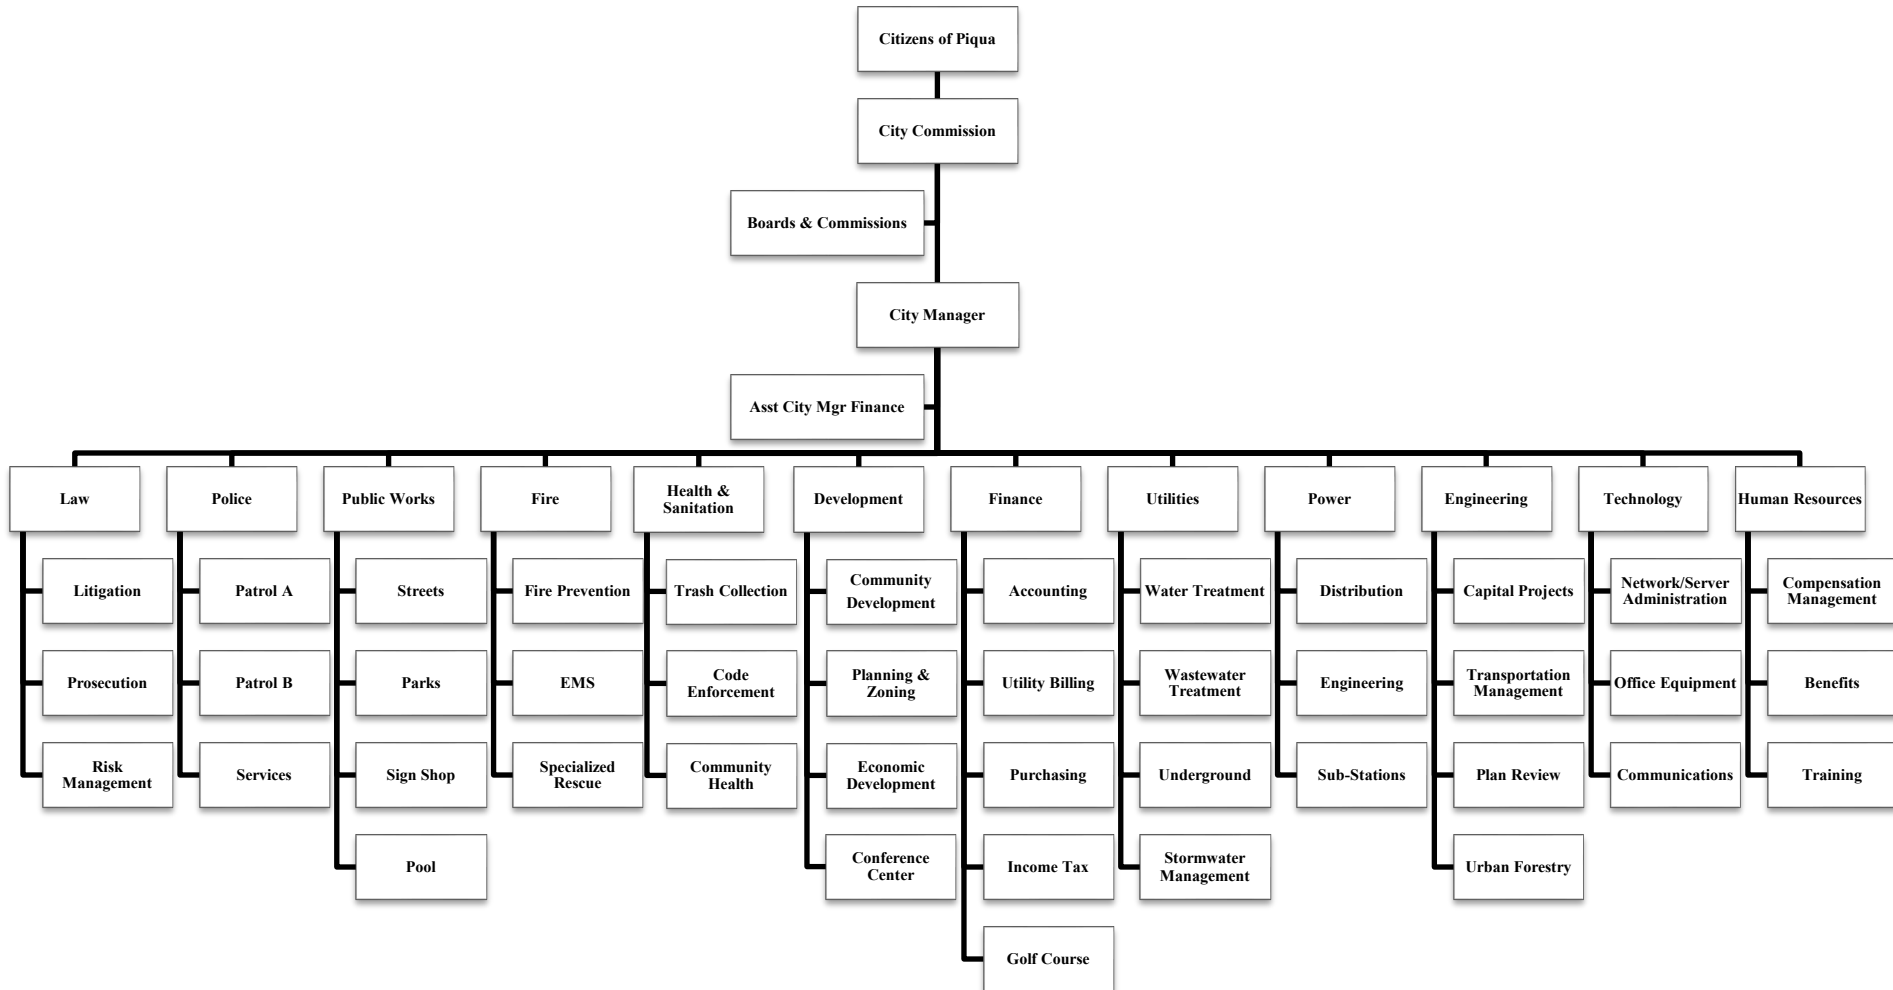 Citizens of Piqua
City Commission
Boards & Commissions
City Manager
Asst City Mgr Finance
Law
Police
Public Works
Fire
Health &
Sanitation
Development
Finance
Utilities
Power
Engineering
Technology
Human Resources
Litigation
Patrol A
Streets
Fire Prevention
Trash Collection
Community
Development
Accounting
Water Treatment
Distribution
Capital Projects
Network/Server
Administration
Compensation
Management
Prosecution
Patrol B
Parks
EMS
Code
Enforcement
Planning &
Zoning
Utility Billing
Wastewater
Treatment
Engineering
Transportation
Management
Office Equipment
Benefits
Risk
Management
Services
Sign Shop
Specialized
Rescue
Community
Health
Economic
Development
Purchasing
Underground
Sub-Stations
Plan Review
Communications
Training
Pool
Conference
Center
Income Tax
Stormwater
Management
Urban Forestry
Golf Course